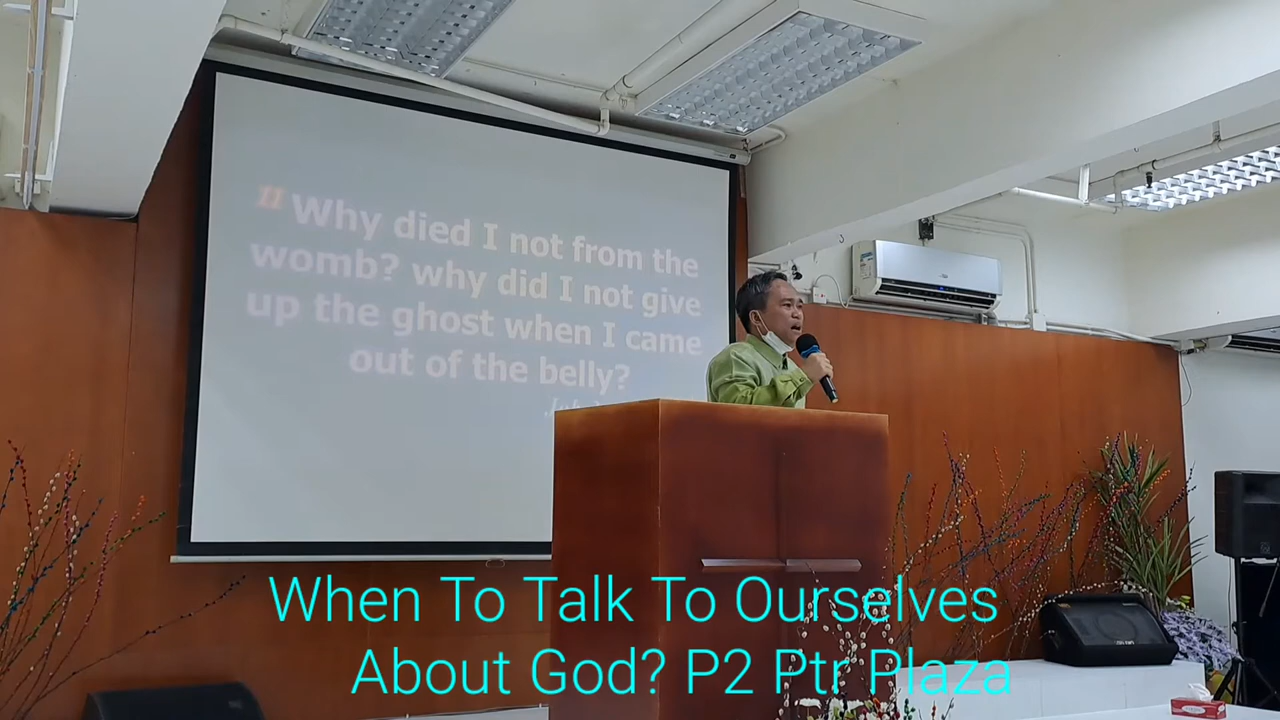 11 Why died I not from the
womb? why did I not give
up the ghost when I came
out of the belly?
When To Talk To Ourselves
About God? P2 Ptr Plaza